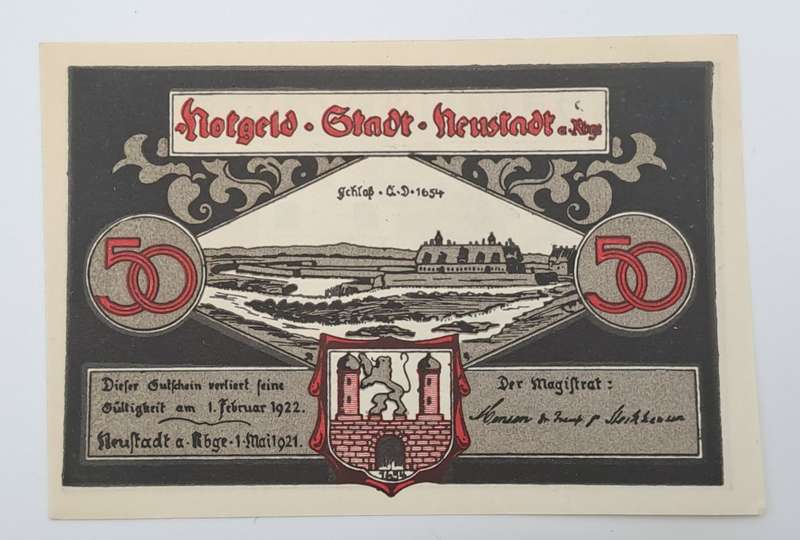 Notgeld · Stadt · Neustadt a · Rbge
Schloß · A · D · 1654
50
50
Dieser Gutschein verliert seine
Gültigkeit am 1. Februar 1922.
Neustadt a · Rbge · 1 · Mai 1921.
Der Magistrat: